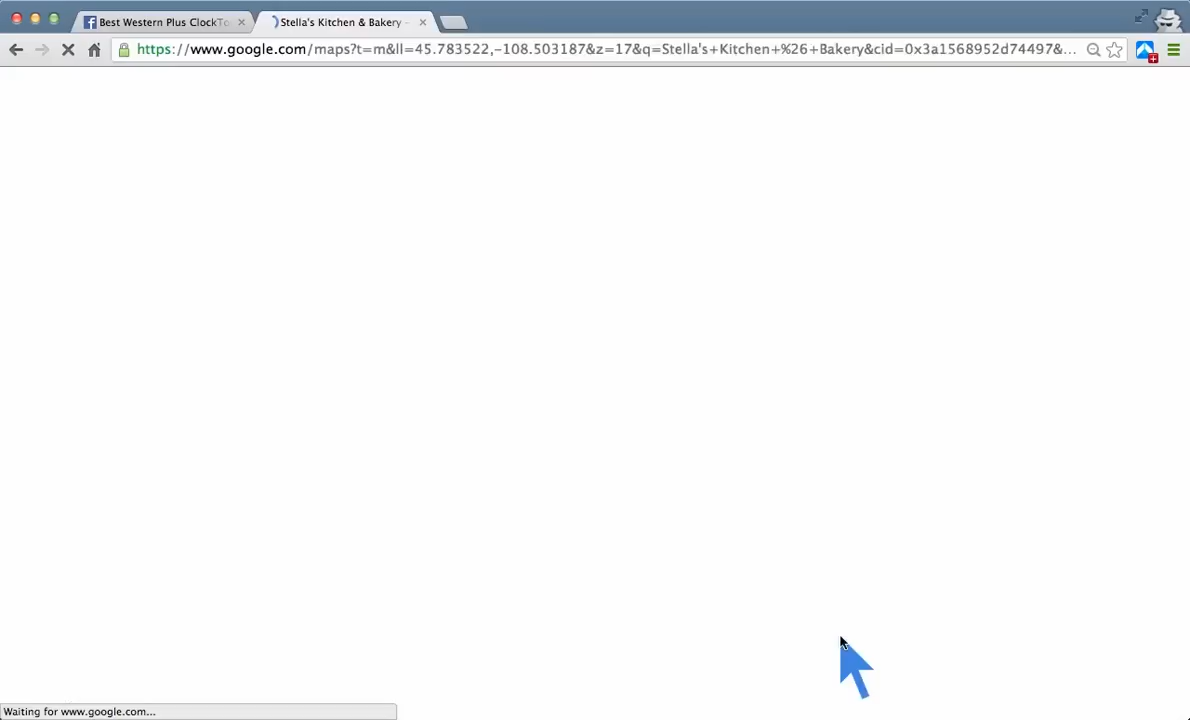 Best Western Plus ClockTo
Stella's Kitchen & Bakery -
https://www.google.com/maps?t=m&ll=45.783522,-108.503187&z=17&q=Stella's+Kitchen+%26+Bakery&cid=0x3a1568952d74497&...
Waiting for www.google.com...